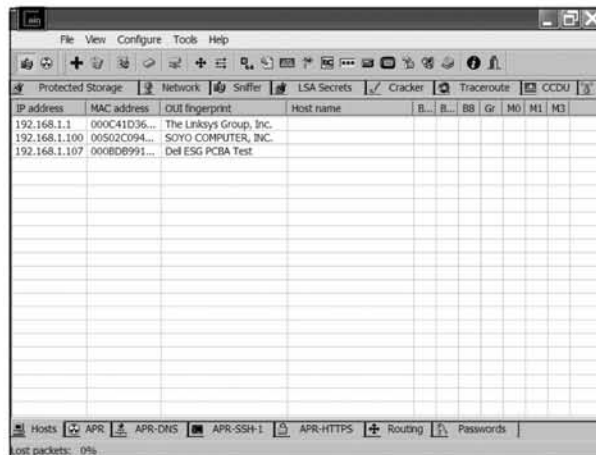 ain
File View Configure Tools Help
Protected Storage Network Sniffer LSA Secrets Cracker Traceroute CCDU
IP address MAC address OUI fingerprint Host name B... B... B8 Gr M0 M1 M3
192.168.1.1 000C41D36... The Linksys Group, Inc.
192.168.1.100 00502C094... SOYO COMPUTER, INC.
192.168.1.107 000BDB991... Dell ESG PCBA Test
Hosts APR APR-DNS APR-SSH-1 APR-HTTPS Routing Passwords
Lost packets: 0%